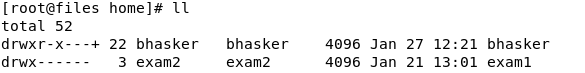 [root@files home]# ll
total 52
drwxr-x---+ 22 bhasker bhasker 4096 Jan 27 12:21 bhasker
drwx------ 3 exam2 exam2 4096 Jan 21 13:01 exam1